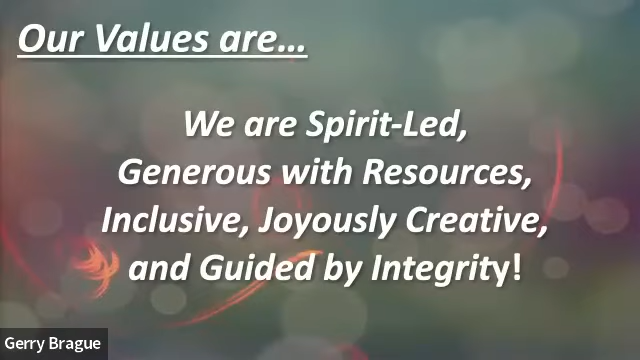 Our Values are…
We are Spirit-Led,
Generous with Resources,
Inclusive, Joyously Creative,
and Guided by Integrity!
Gerry Brague